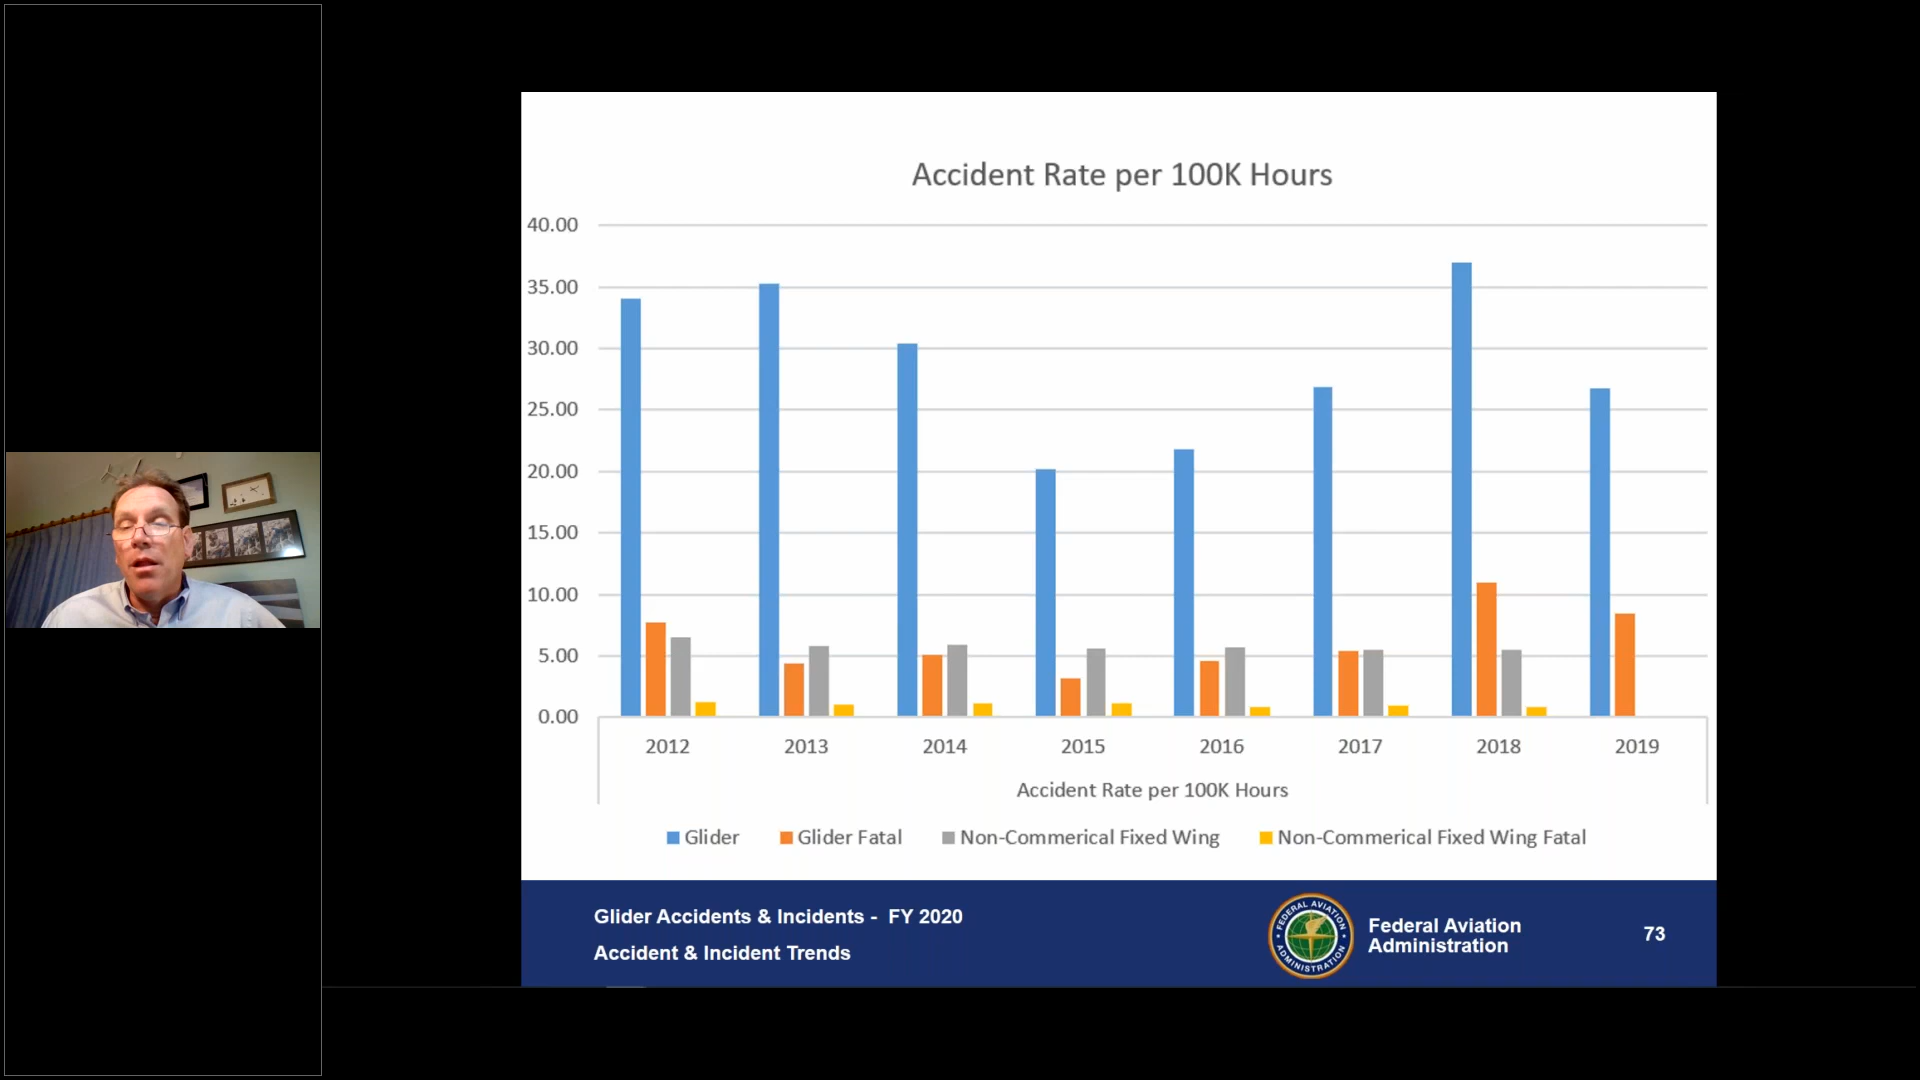 Accident Rate per 100K Hours
40.00
35.00
30.00
25.00
20.00
15.00
10.00
5.00
0.00
2012 2013 2014 2015 2016 2017 2018 2019
Accident Rate per 100K Hours
Glider Glider Fatal Non-Commerical Fixed Wing Non-Commerical Fixed Wing Fatal
Glider Accidents & Incidents - FY 2020
Accident & Incident Trends
FEDERAL AVIATION
ADMINISTRATION
Federal Aviation
Administration
73